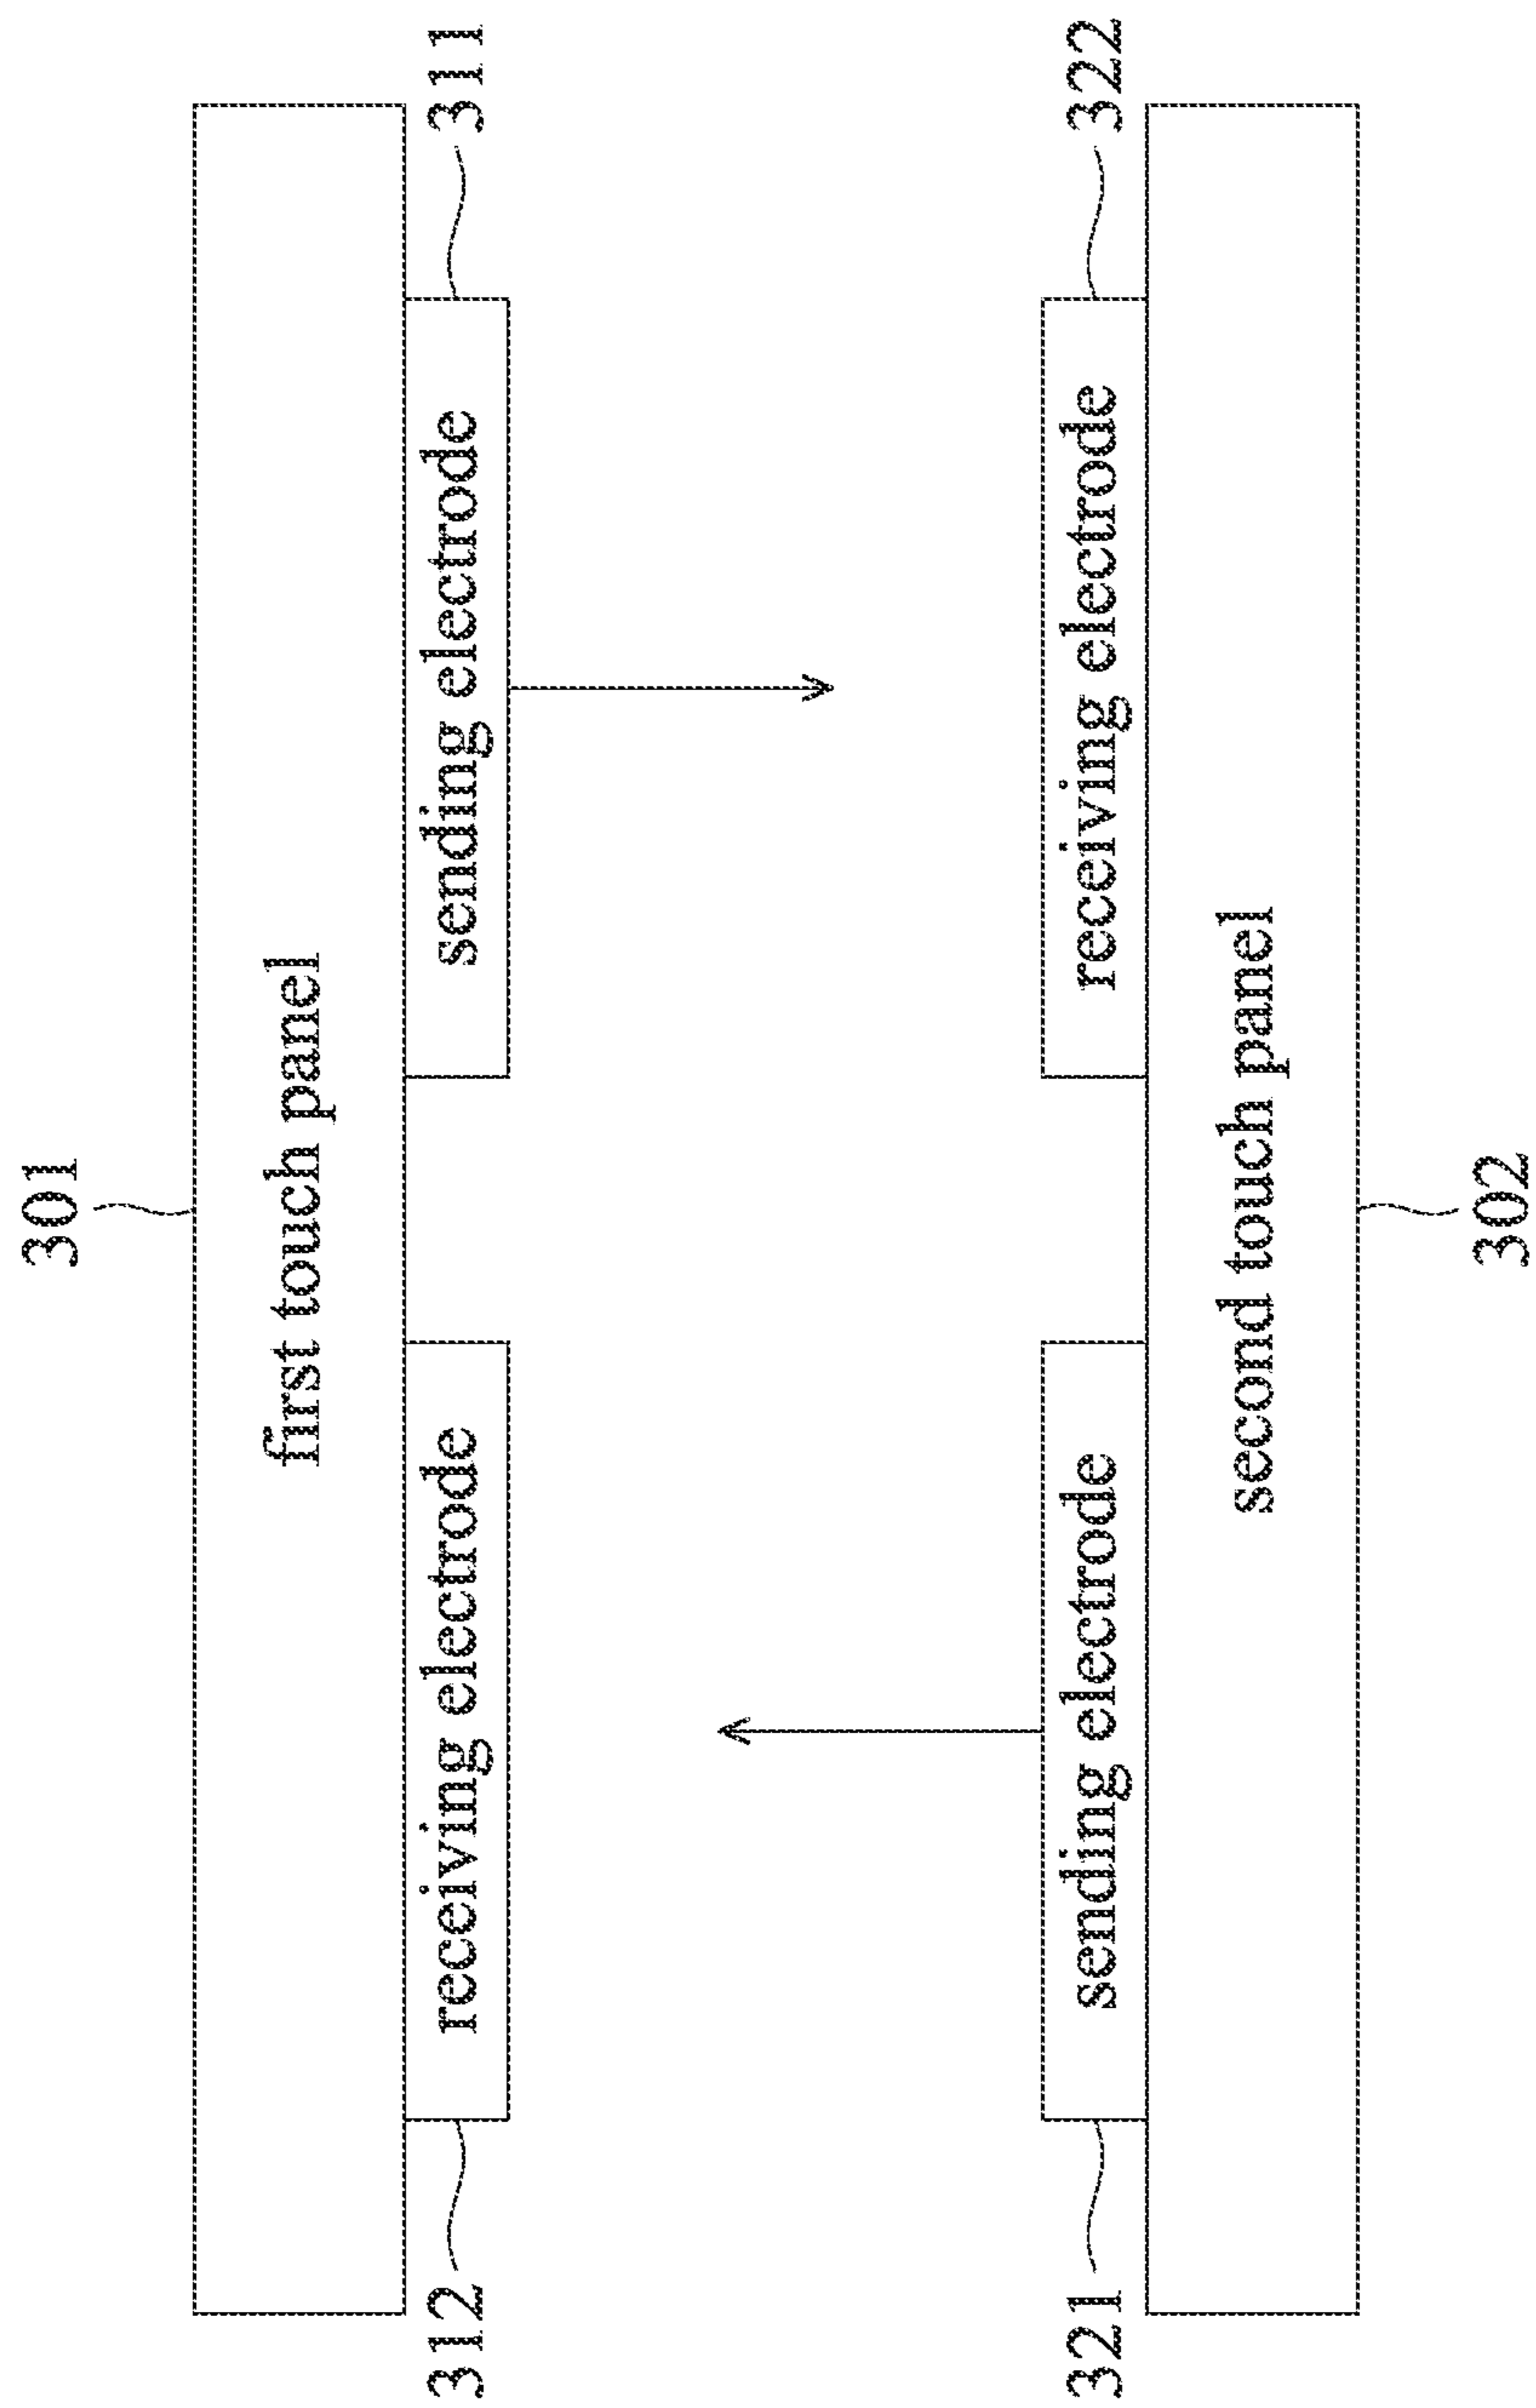 301
first touch panel
312
receiving electrode
sending electrode
311
321
sending electrode
receiving electrode
322
second touch panel
302